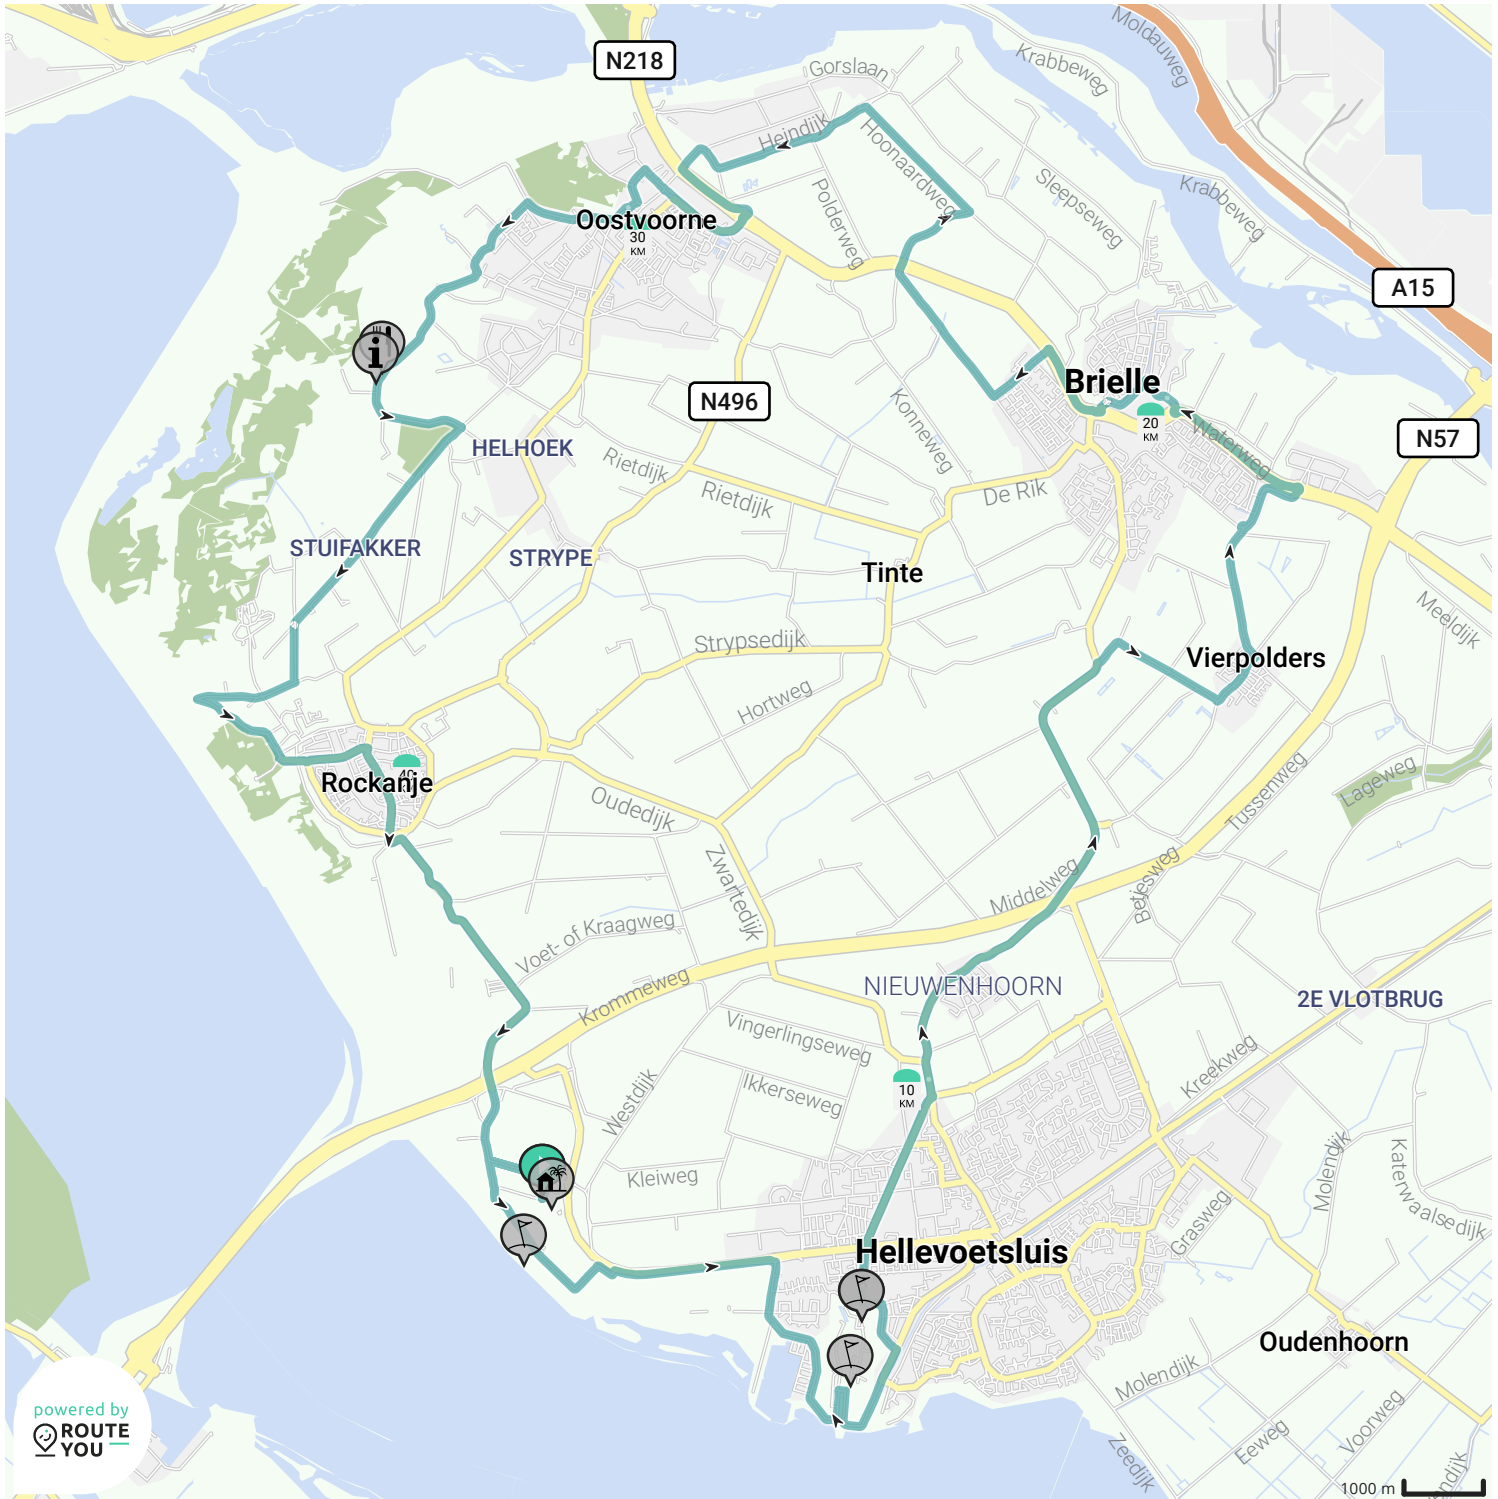 Gorslaan
Krabbeweg
Moldauweg
N218
Heindijk
Hoonaardweg
Polderweg
Sleepseweg
Krabbeweg
Oostvoorne
30
KM
A15
Brielle
N496
20
KM
Waterweg
N57
Konneweg
HELHOEK
Rietdijk
Rietdijk
De Rik
STUIFAKKER
STRYPE
Tinte
Meeldijk
Strypsedijk
Vierpolders
Hortweg
Rockanje
40
Oudedijk
Tussenweg
Lageweg
Zwartedijk
Middelweg
Betjesweg
Voet- of Kraagweg
Krommeweg
NIEUWENHOORN
2E VLOTBRUG
Vingerlingseweg
Kreekweg
Westdijk
Ikkerseweg
10
KM
Molendijk
Katerwaalsedijk
Kleiweg
Grasweg
Hellevoetsluis
Oudenhoorn
Molendijk
Voorweg
Eeweg
Zeedijk
ndijk
powered by
ROUTE
YOU
1000 m